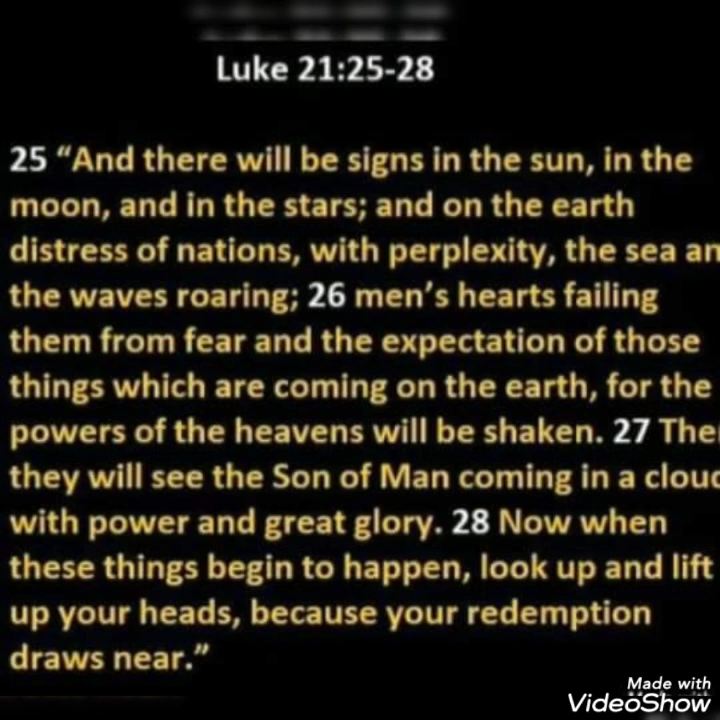 Luke 21:25-28
25 “And there will be signs in the sun, in the
moon, and in the stars; and on the earth
distress of nations, with perplexity, the sea an
the waves roaring; 26 men’s hearts failing
them from fear and the expectation of those
things which are coming on the earth, for the
powers of the heavens will be shaken. 27 The
they will see the Son of Man coming in a clou
with power and great glory. 28 Now when
these things begin to happen, look up and lift
up your heads, because your redemption
draws near.”
Made with
VideoShow